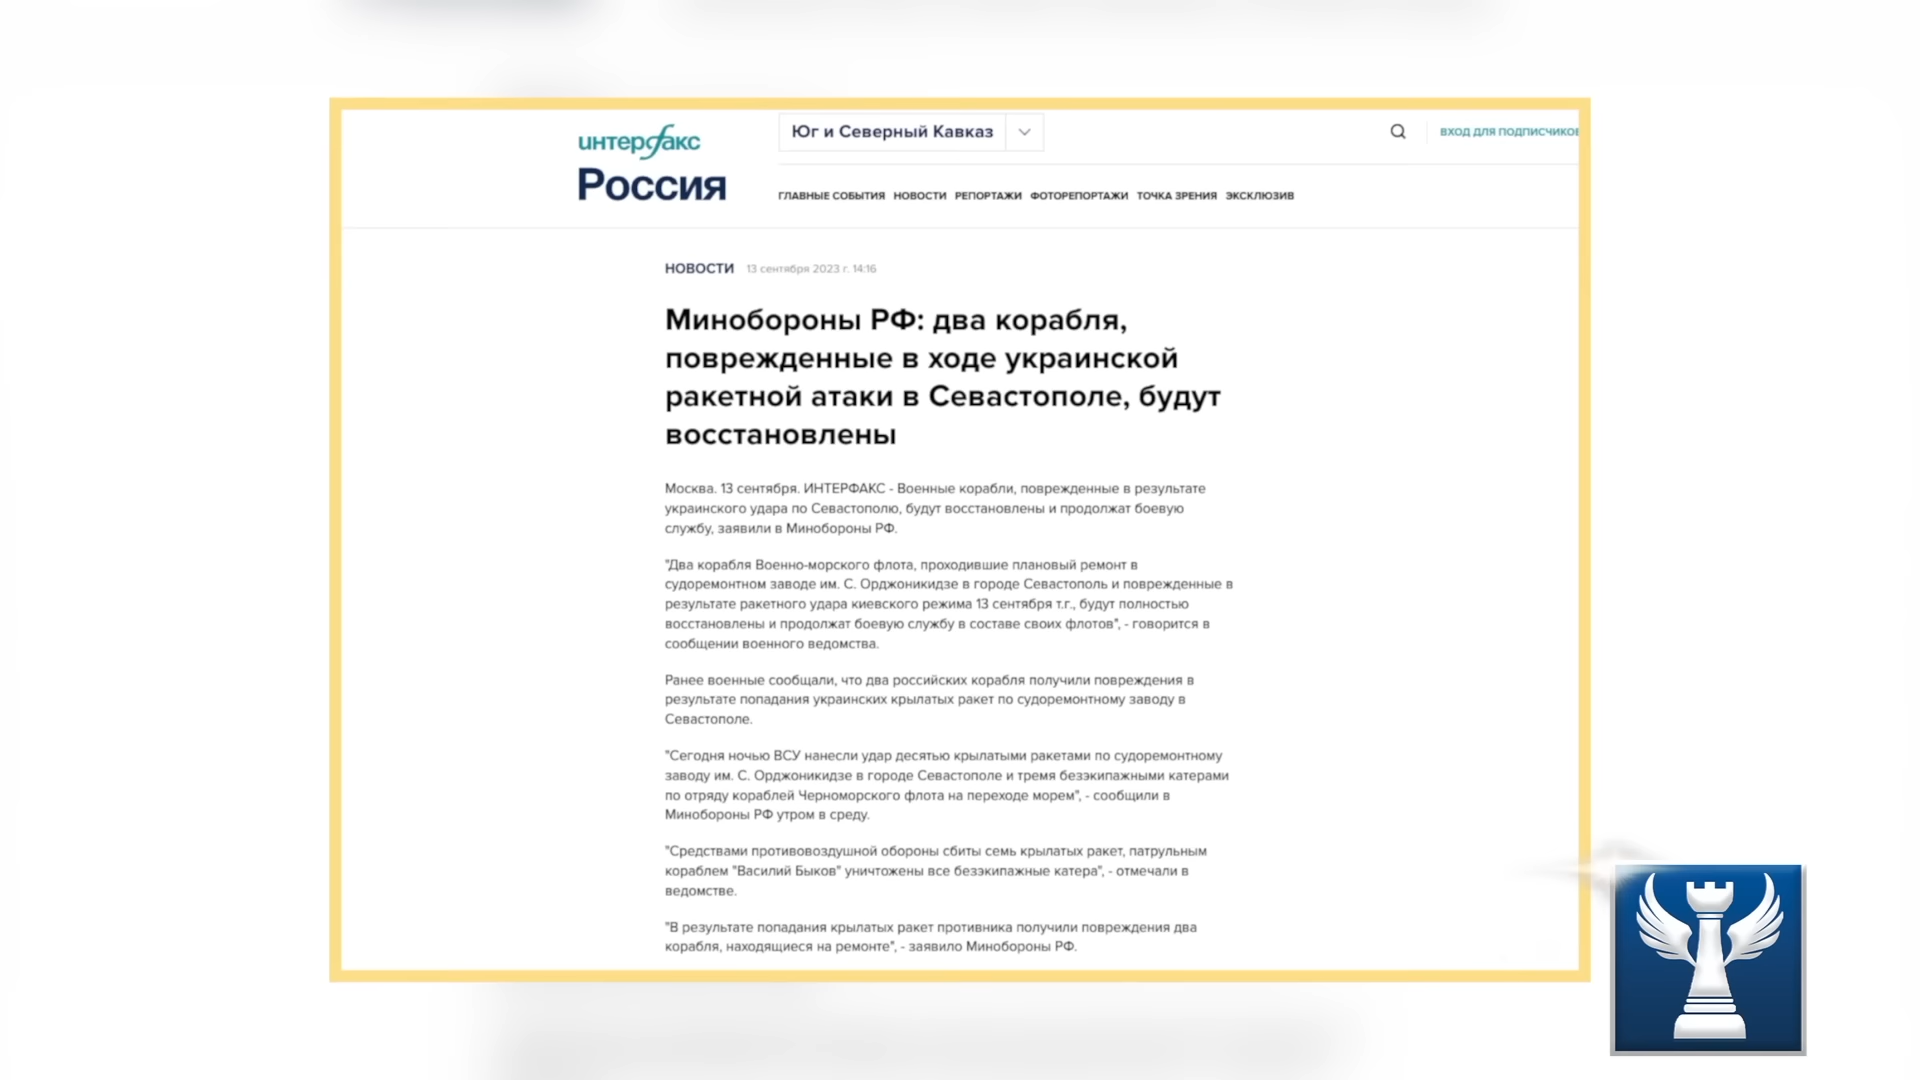 интерфакс
Россия
Юг и Северный Кавказ
ВХОД ДЛЯ ПОДПИСЧИКОВ
ГЛАВНЫЕ СОБЫТИЯ НОВОСТИ РЕПОРТАЖИ ФОТОРЕПОРТАЖИ ТОЧКА ЗРЕНИЯ ЭКСКЛЮЗИВ
НОВОСТИ 13 сентября 2023 г. 14:16
Минобороны РФ: два корабля,
поврежденные в ходе украинской
ракетной атаки в Севастополе, будут
восстановлены
Москва. 13 сентября. ИНТЕРФАКС - Военные корабли, поврежденные в результате
украинского удара по Севастополю, будут восстановлены и продолжат боевую
службу, заявили в Минобороны РФ.
"Два корабля Военно-морского флота, проходившие плановый ремонт в
судоремонтном заводе им. С. Орджоникидзе в городе Севастополь и поврежденные в
результате ракетного удара киевского режима 13 сентября т.г., будут полностью
восстановлены и продолжат боевую службу в составе своих флотов", - говорится в
сообщении военного ведомства.
Ранее военные сообщали, что два российских корабля получили повреждения в
результате попадания украинских крылатых ракет по судоремонтному заводу в
Севастополе.
"Сегодня ночью ВСУ нанесли удар десятью крылатыми ракетами по судоремонтному
заводу им. С. Орджоникидзе в городе Севастополе и тремя безэкипажными катерами
по отряду кораблей Черноморского флота на переходе морем", - сообщили в
Минобороны РФ утром в среду.
"Средствами противовоздушной обороны сбиты семь крылатых ракет, патрульным
кораблем "Василий Быков" уничтожены все безэкипажные катера", - отмечали в
ведомстве.
"В результате попадания крылатых ракет противника получили повреждения два
корабля, находящиеся на ремонте", - заявило Минобороны РФ.